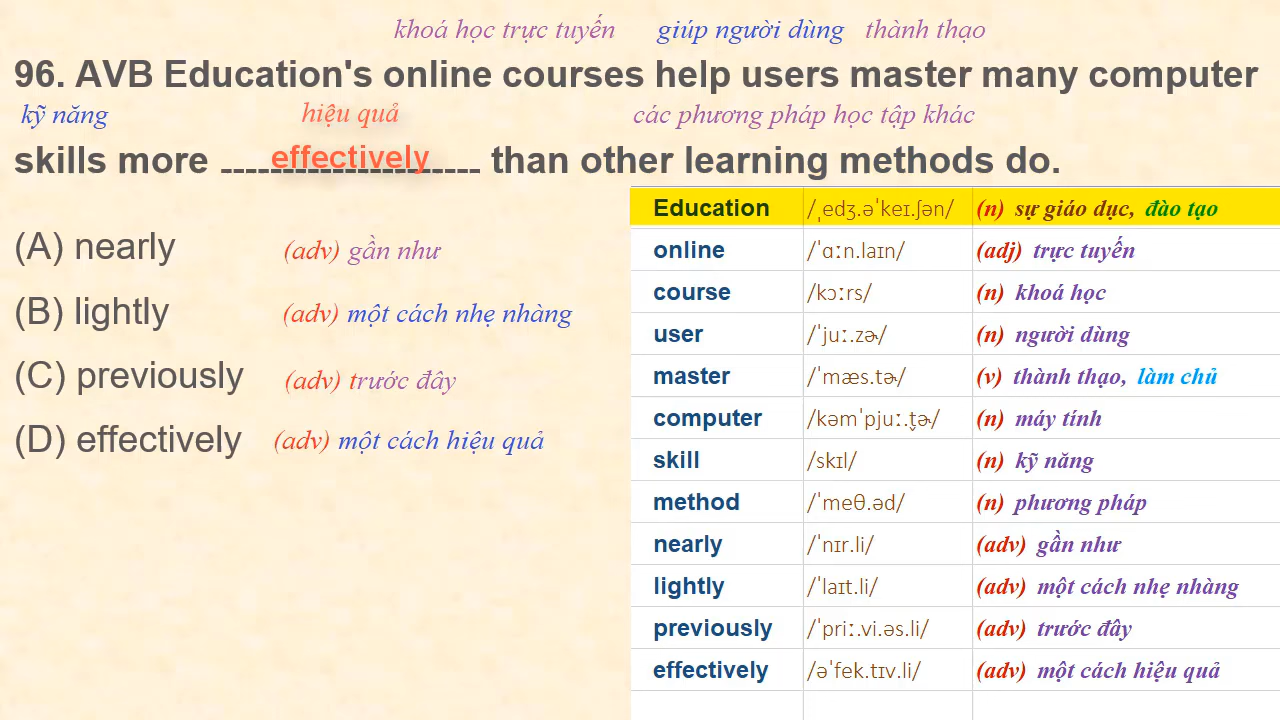 khoá học trực tuyến giúp người dùng thành thạo
96. AVB Education's online courses help users master many computer
kỹ năng hiệu quả các phương pháp học tập khác
skills more effectively than other learning methods do.
(A) nearly (adv) gần như
(B) lightly (adv) một cách nhẹ nhàng
(C) previously (adv) trước đây
(D) effectively (adv) một cách hiệu quả
Education /ˌedʒ.əˈkeɪ.ʃən/ (n) sự giáo dục, đào tạo
online /ˈɑːn.laɪn/ (adj) trực tuyến
course /kɔːrs/ (n) khoá học
user /ˈjuː.zɚ/ (n) người dùng
master /ˈmæs.tɚ/ (v) thành thạo, làm chủ
computer /kəmˈpjuː.t̬ɚ/ (n) máy tính
skill /skɪl/ (n) kỹ năng
method /ˈmeθ.əd/ (n) phương pháp
nearly /ˈnɪr.li/ (adv) gần như
lightly /ˈlaɪt.li/ (adv) một cách nhẹ nhàng
previously /ˈpriː.vi.əs.li/ (adv) trước đây
effectively /əˈfek.tɪv.li/ (adv) một cách hiệu quả